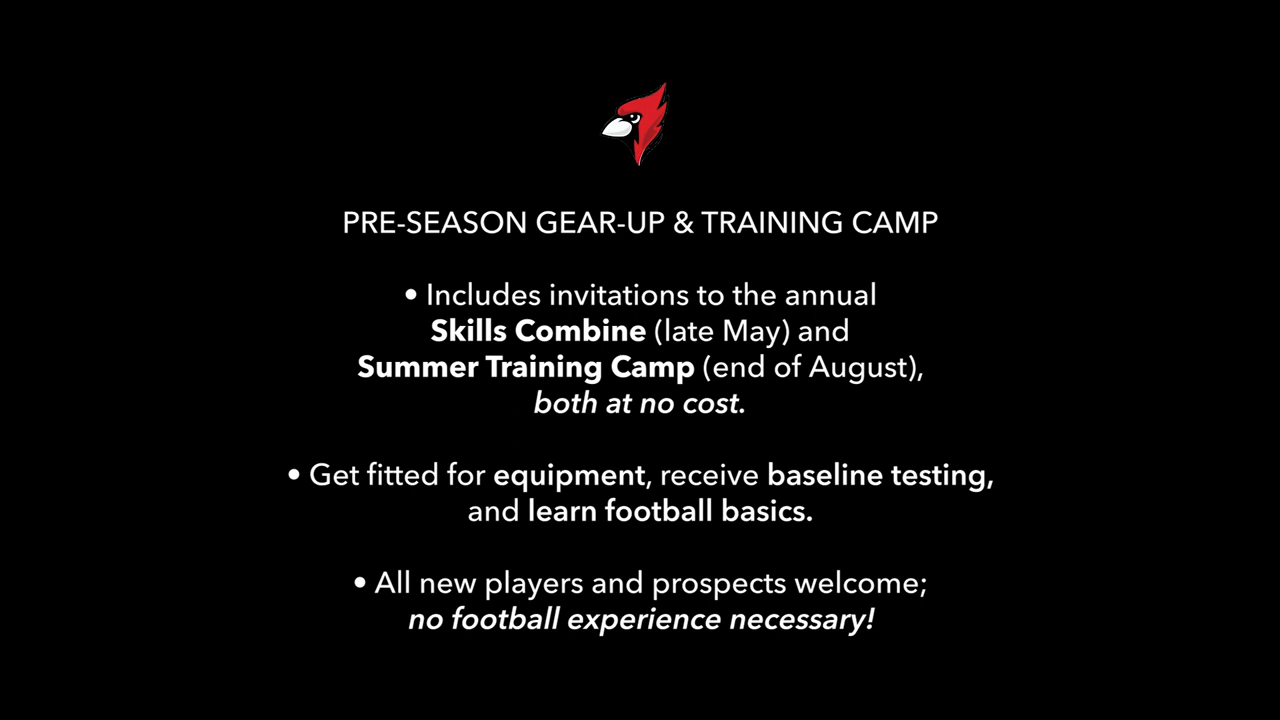 PRE-SEASON GEAR-UP & TRAINING CAMP
• Includes invitations to the annual
Skills Combine (late May) and
Summer Training Camp (end of August),
both at no cost.
• Get fitted for equipment, receive baseline testing,
and learn football basics.
• All new players and prospects welcome;
no football experience necessary!